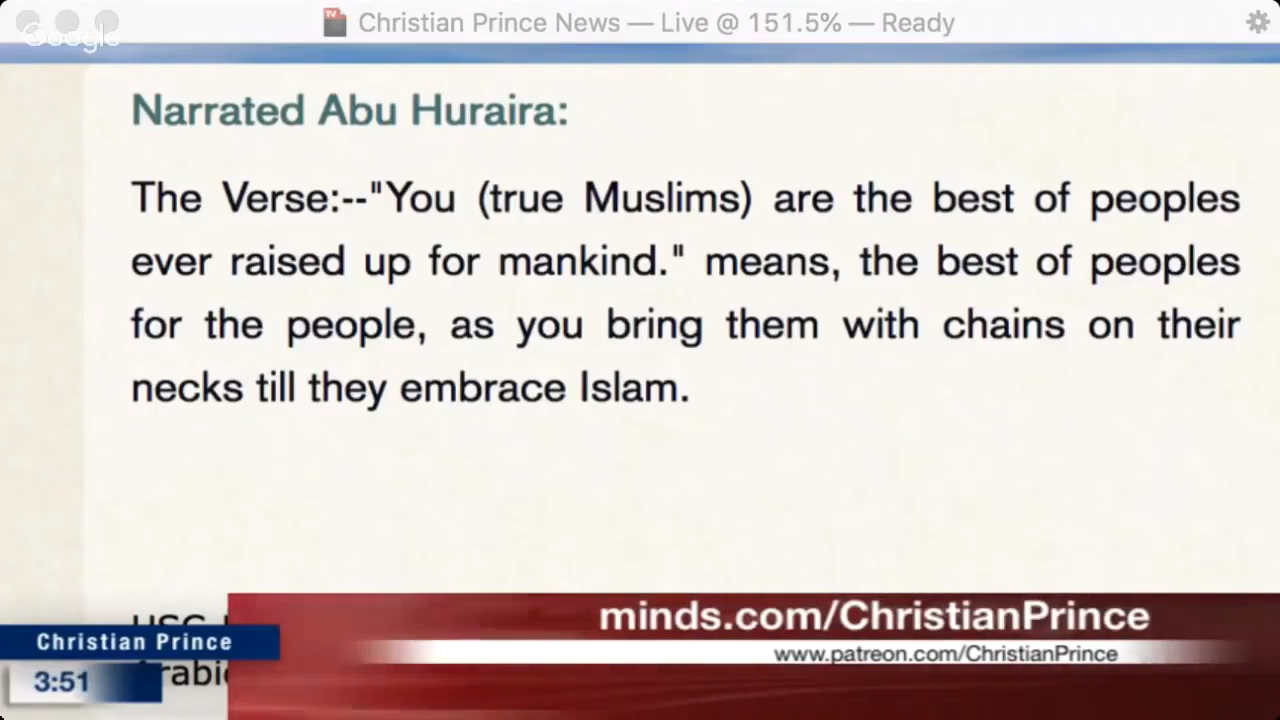 Christian Prince News — Live @ 151.5% — Ready
Google
Narrated Abu Huraira:
The Verse:--"You (true Muslims) are the best of peoples
ever raised up for mankind." means, the best of peoples
for the people, as you bring them with chains on their
necks till they embrace Islam.
minds.com/ChristianPrince
Christian Prince
www.patreon.com/ChristianPrince
3:51